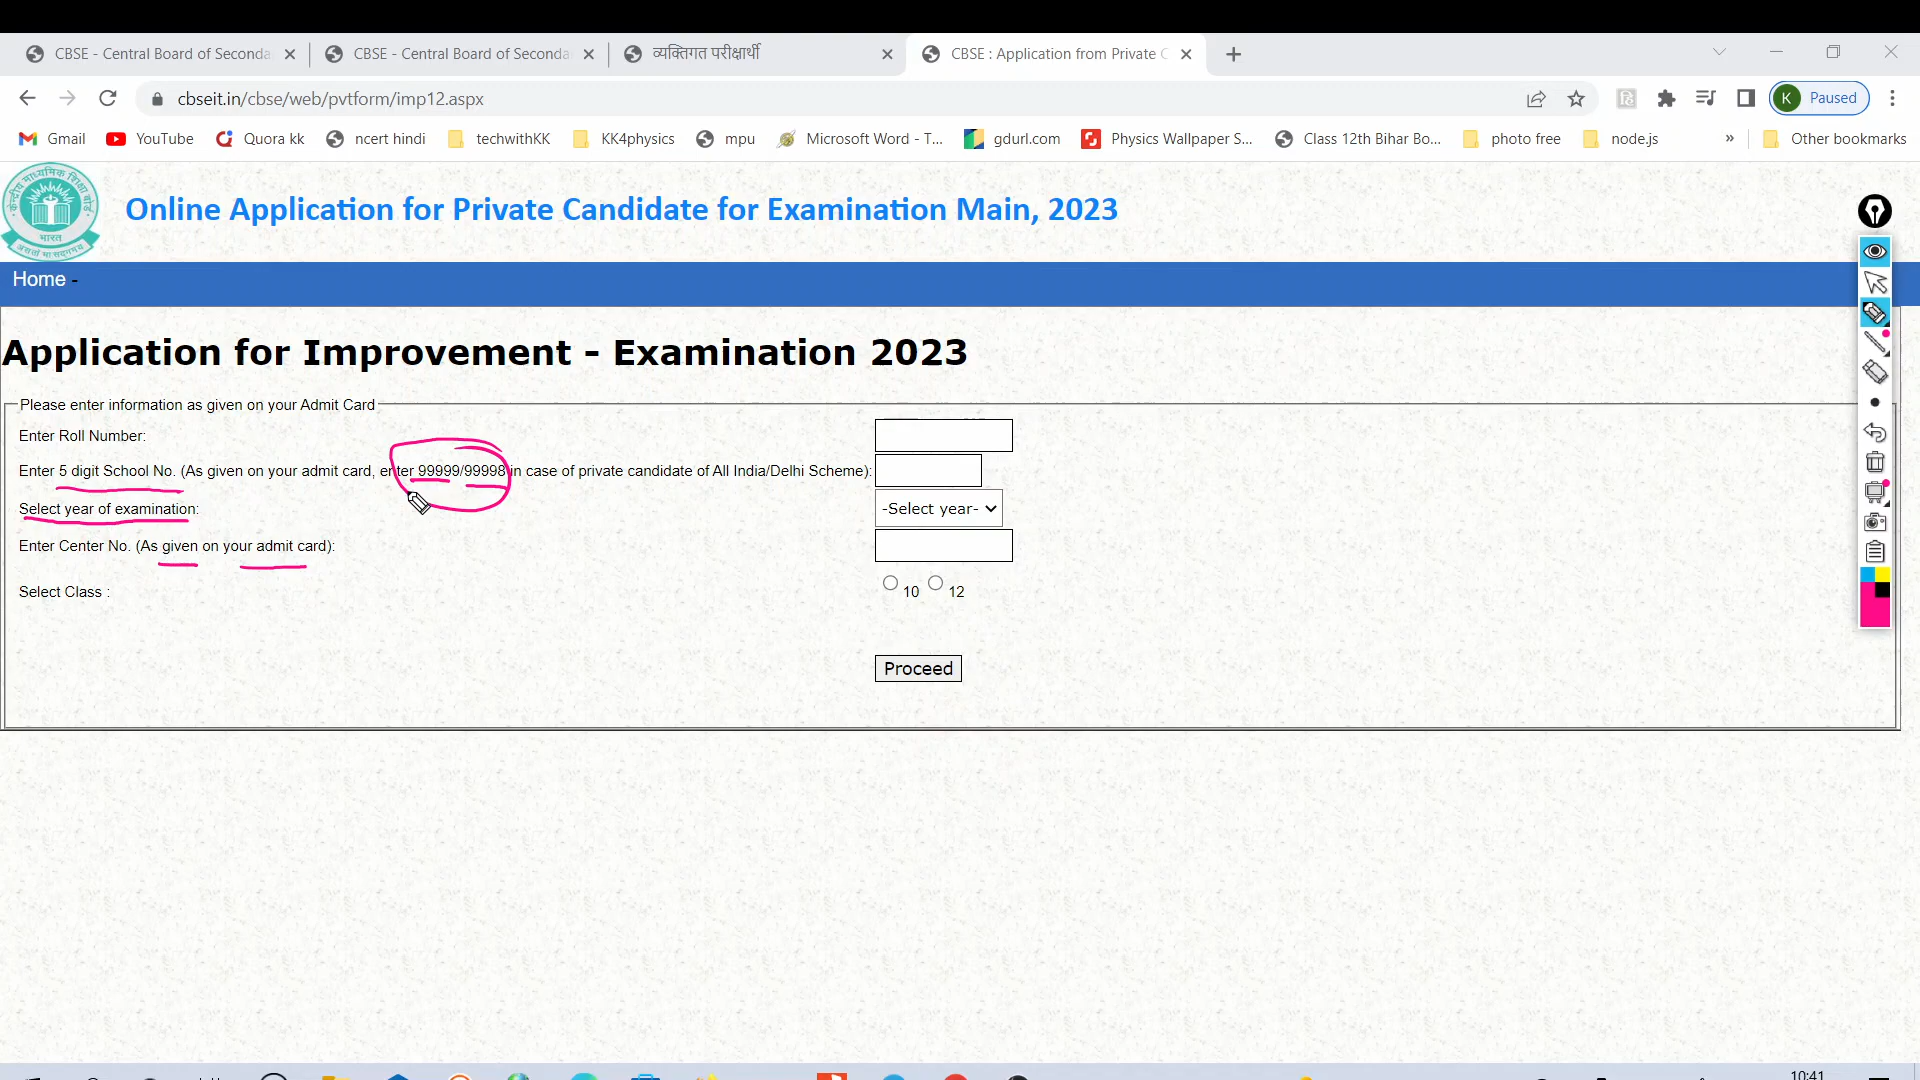 CBSE - Central Board of Seconda
CBSE - Central Board of Seconda
व्यक्तिगत परीक्षार्थी
CBSE : Application from Private C
cbseit.in/cbse/web/pvtform/imp12.aspx
K Paused
Gmail YouTube Quora kk ncert hindi techwithKK KK4physics mpu Microsoft Word - T... gdurl.com Physics Wallpaper S... Class 12th Bihar Bo... photo free node.js » Other bookmarks
Online Application for Private Candidate for Examination Main, 2023
भारत
Home -
Application for Improvement - Examination 2023
Please enter information as given on your Admit Card
Enter Roll Number:
Enter 5 digit School No. (As given on your admit card, enter 99999/99998 in case of private candidate of All India/Delhi Scheme):
Select year of examination: -Select year-
Enter Center No. (As given on your admit card):
Select Class : 10 12
Proceed
10:41